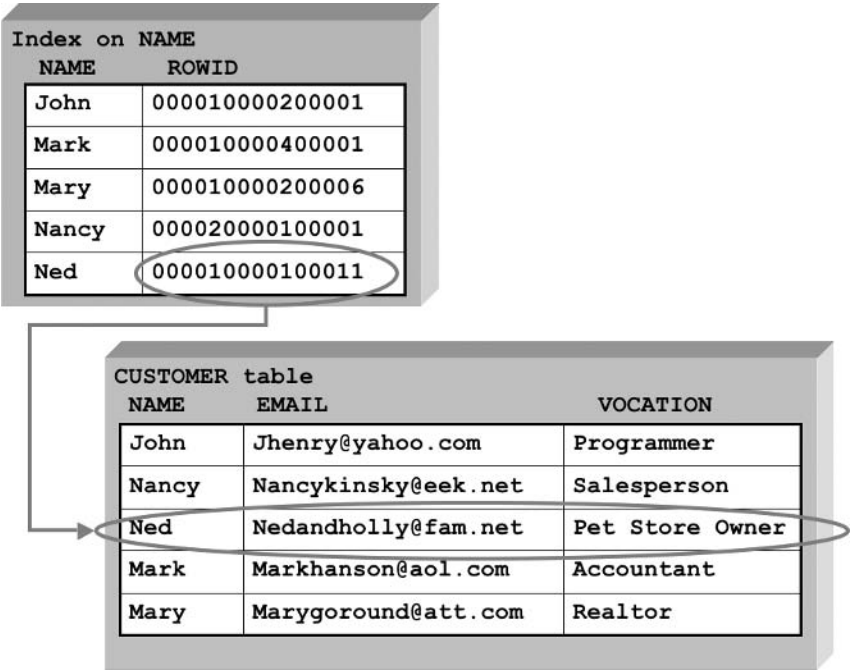 Index on NAME
NAME ROWID
John 000010000200001
Mark 000010000400001
Mary 000010000200006
Nancy 000020000100001
Ned 000010000100011
CUSTOMER table
NAME EMAIL VOCATION
John Jhenry@yahoo.com Programmer
Nancy Nancykinsky@eek.net Salesperson
Ned Nedandholly@fam.net Pet Store Owner
Mark Markhanson@aol.com Accountant
Mary Marygoround@att.com Realtor